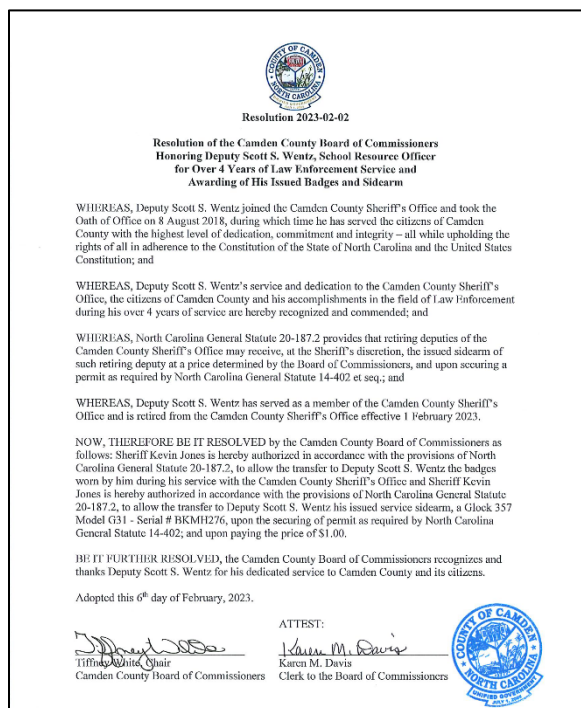 COUNTY OF CAMDEN
NORTH CAROLINA
Resolution 2023-02-02
Resolution of the Camden County Board of Commissioners
Honoring Deputy Scott S. Wentz, School Resource Officer
for Over 4 Years of Law Enforcement Service and
Awarding of His Issued Badges and Sidearm
WHEREAS, Deputy Scott S. Wentz joined the Camden County Sheriff's Office and took the
Oath of Office on 8 August 2018, during which time he has served the citizens of Camden
County with the highest level of dedication, commitment and integrity – all while upholding the
rights of all in adherence to the Constitution of the State of North Carolina and the United States
Constitution; and
WHEREAS, Deputy Scott S. Wentz's service and dedication to the Camden County Sheriff's
Office, the citizens of Camden County and his accomplishments in the field of Law Enforcement
during his over 4 years of service are hereby recognized and commended; and
WHEREAS, North Carolina General Statute 20-187.2 provides that retiring deputies of the
Camden County Sheriff's Office may receive, at the Sheriff's discretion, the issued sidearm of
such retiring deputy at a price determined by the Board of Commissioners, and upon securing a
permit as required by North Carolina General Statute 14-402 et seq.; and
WHEREAS, Deputy Scott S. Wentz has served as a member of the Camden County Sheriff's
Office and is retired from the Camden County Sheriff's Office effective 1 February 2023.
NOW, THEREFORE BE IT RESOLVED by the Camden County Board of Commissioners as
follows: Sheriff Kevin Jones is hereby authorized in accordance with the provisions of North
Carolina General Statute 20-187.2, to allow the transfer to Deputy Scott S. Wentz the badges
worn by him during his service with the Camden County Sheriff's Office and Sheriff Kevin
Jones is hereby authorized in accordance with the provisions of North Carolina General Statute
20-187.2, to allow the transfer to Deputy Scott S. Wentz his issued service sidearm, a Glock 357
Model G31 - Serial # BKMH276, upon the securing of permit as required by North Carolina
General Statute 14-402; and upon paying the price of $1.00.
BE IT FURTHER RESOLVED, the Camden County Board of Commissioners recognizes and
thanks Deputy Scott S. Wentz for his dedicated service to Camden County and its citizens.
Adopted this 6th day of February, 2023.
ATTEST:
Tiffney White Karen M. Davis
Tiffney White, Chair Karen M. Davis
Camden County Board of Commissioners Clerk to the Board of Commissioners
COUNTY OF CAMDEN
NORTH CAROLINA
UNIFIED GOVERNMENT